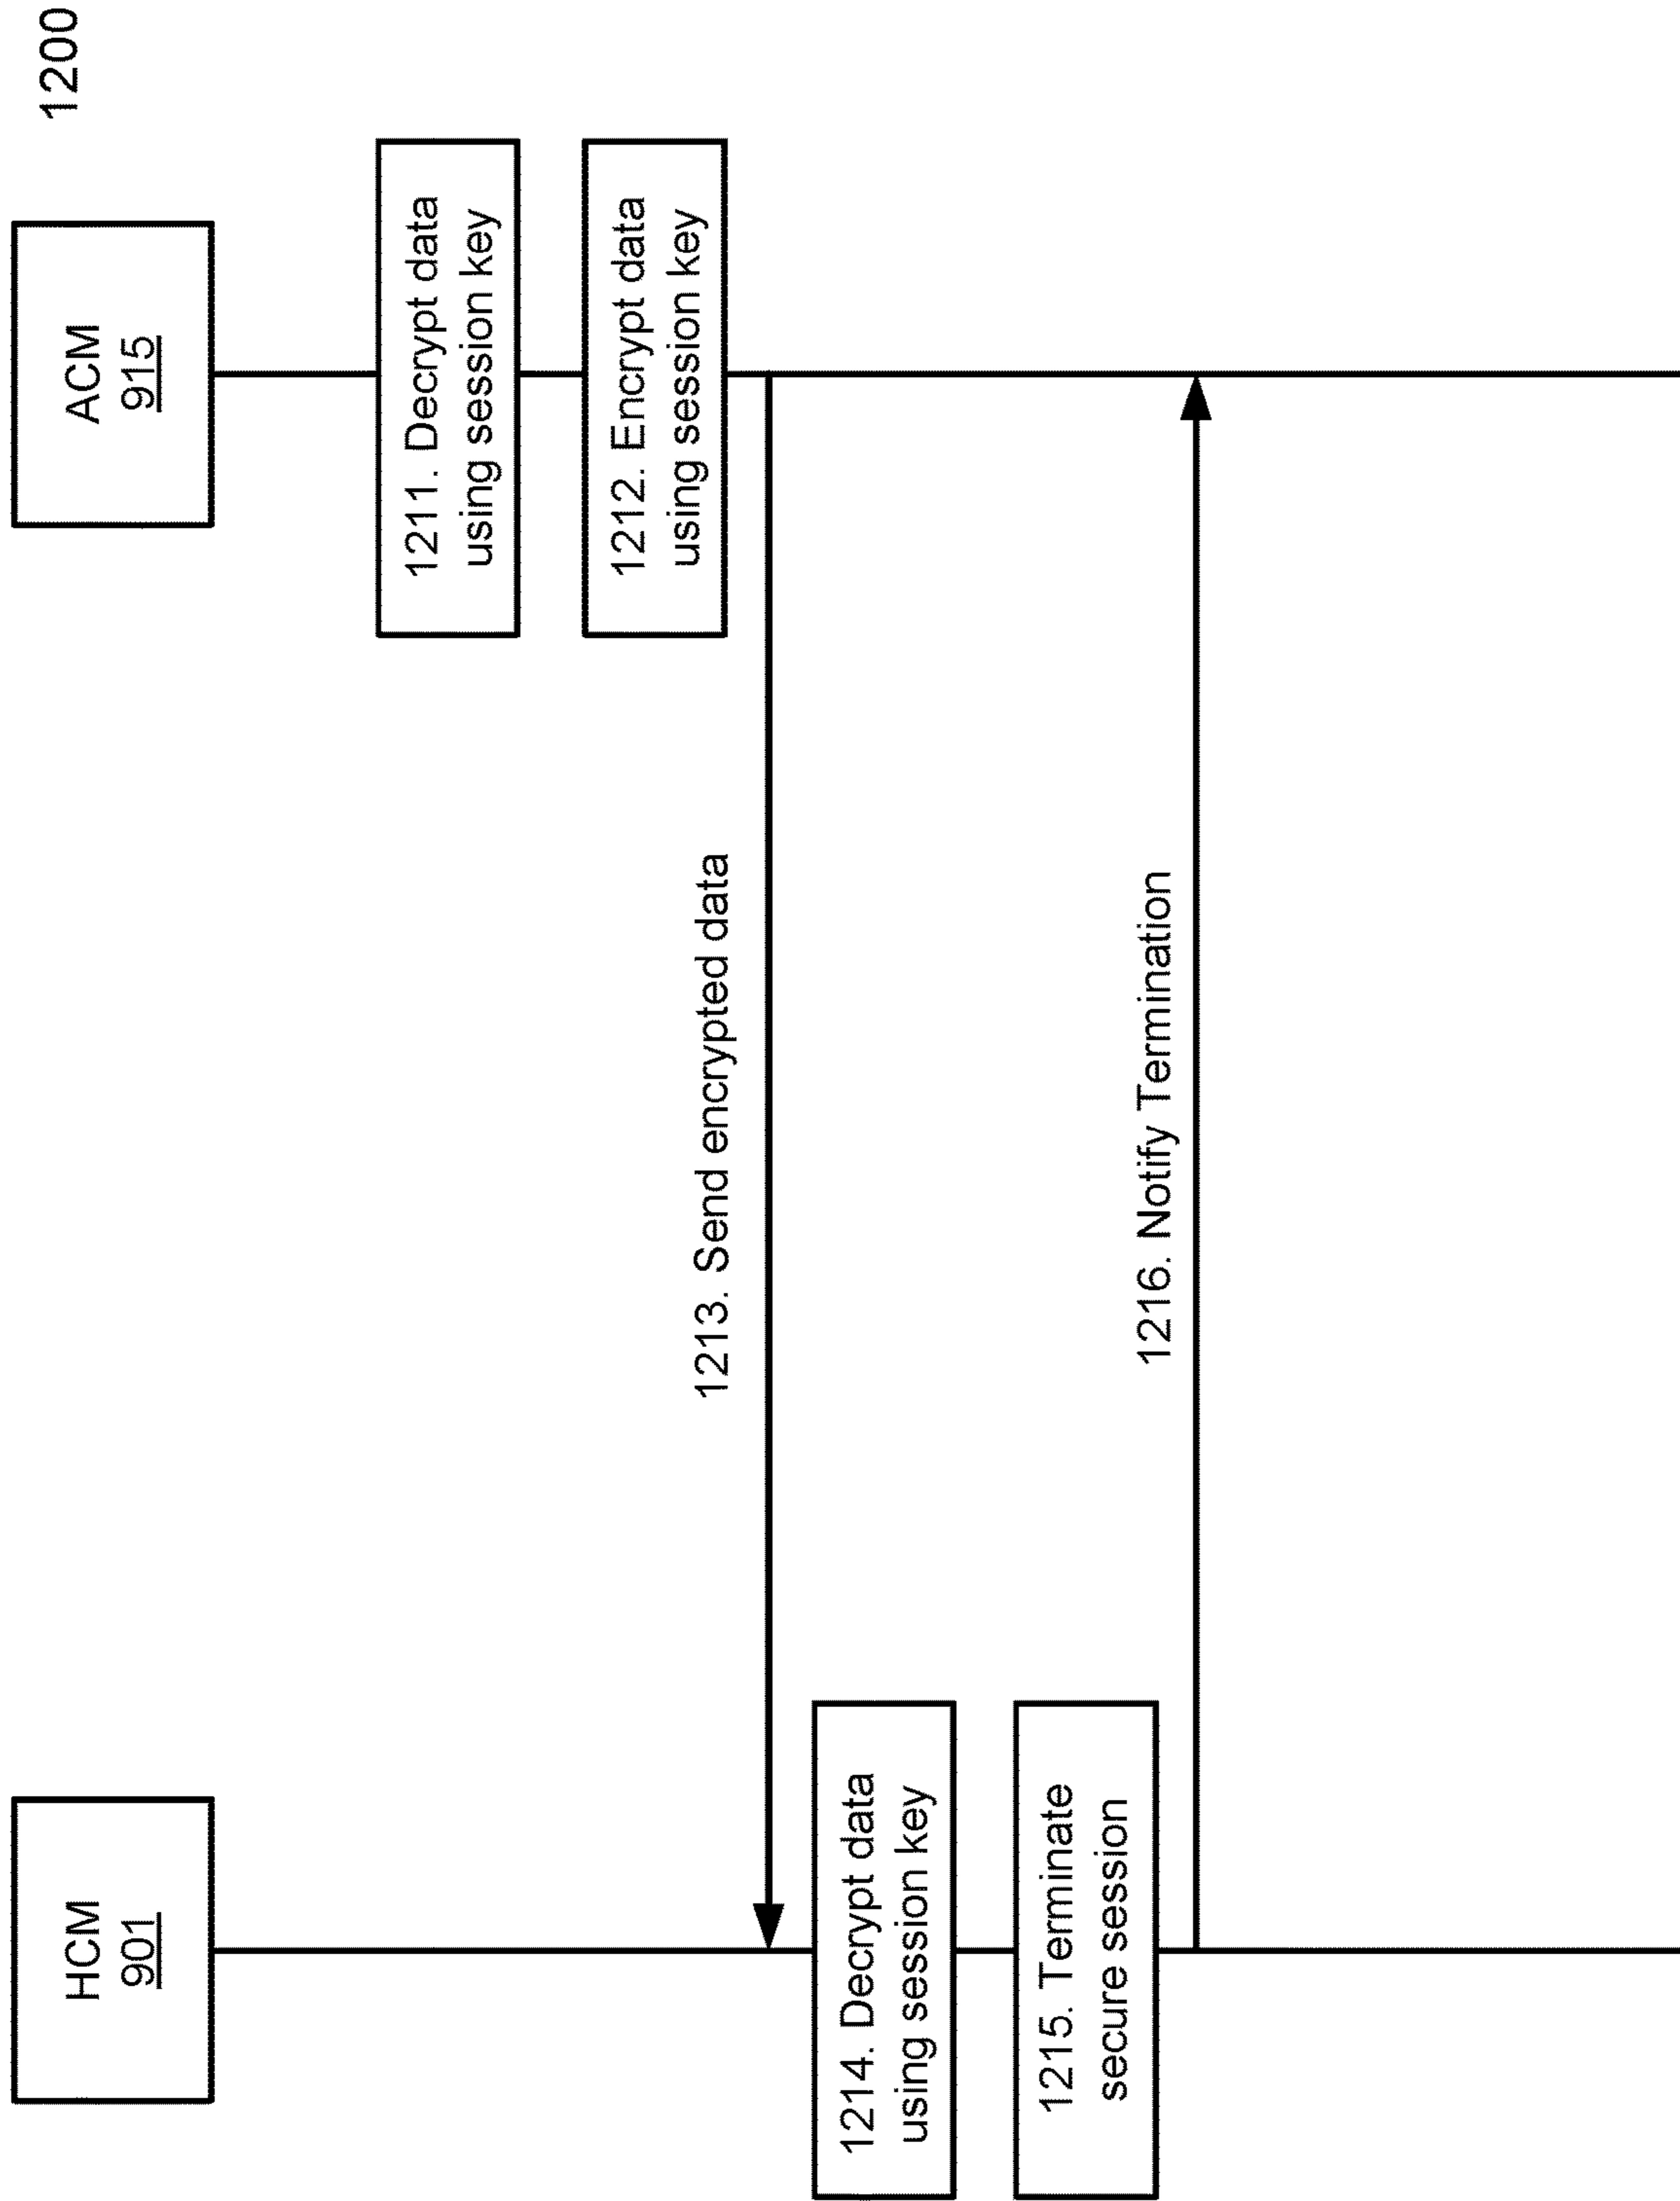 1200
HCM
901
ACM
915
1211. Decrypt data
using session key
1212. Encrypt data
using session key
1213. Send encrypted data
1214. Decrypt data
using session key
1215. Terminate
secure session
1216. Notify Termination